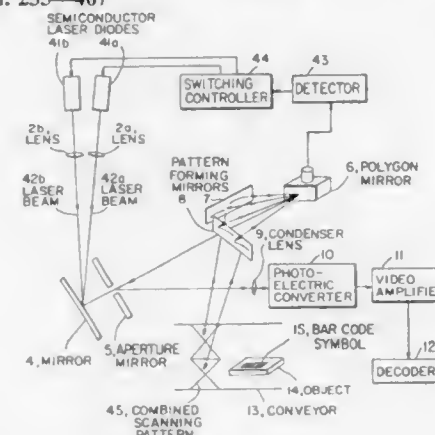 SEMICONDUCTOR
LASER DIODES
41b 41a
44
43
SWITCHING
CONTROLLER
DETECTOR
2b, LENS
2a, LENS
PATTERN
FORMING
MIRRORS
7
8
6, POLYGON
MIRROR
42b
LASER
BEAM
42a
LASER
BEAM
9, CONDENSER
LENS
10
11
PHOTO-
ELECTRIC
CONVERTER
VIDEO
AMPLIFIER
4, MIRROR
5, APERTURE
MIRROR
15, BAR CODE
SYMBOL
12
DECODER
14, OBJECT
13, CONVEYOR
45, COMBINED
SCANNING
PATTERN